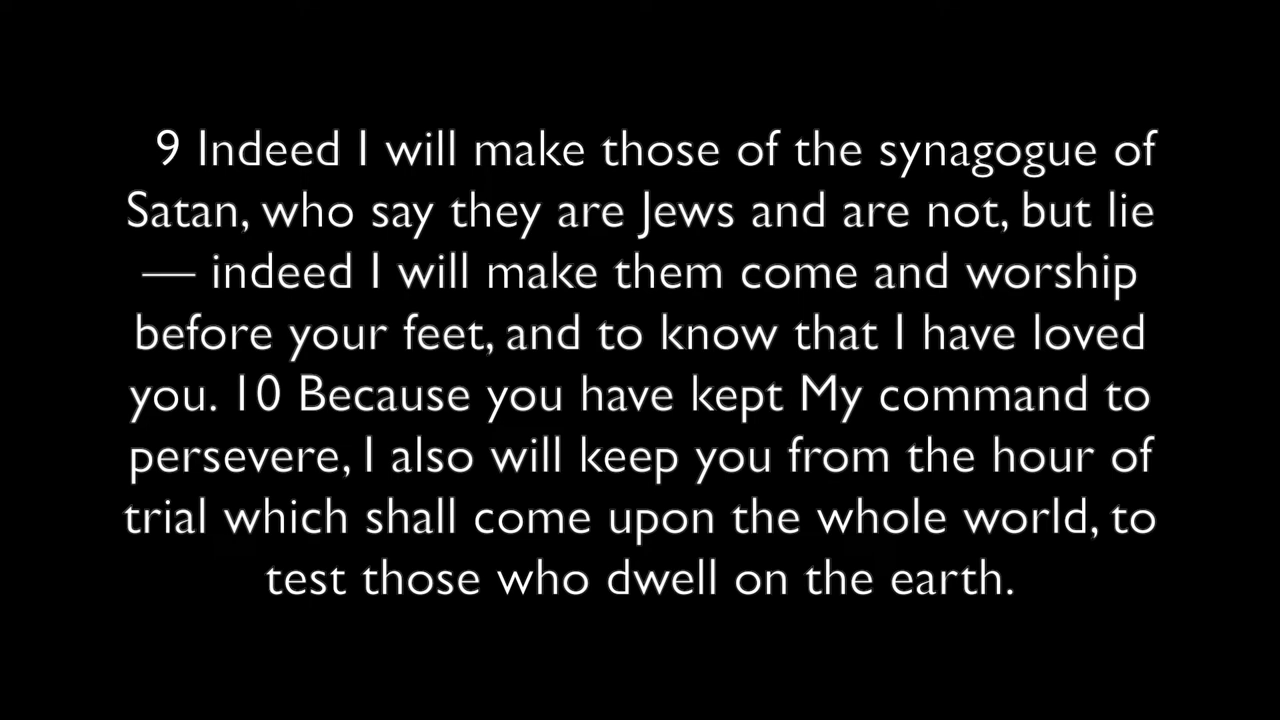 9 Indeed I will make those of the synagogue of
Satan, who say they are Jews and are not, but lie
— indeed I will make them come and worship
before your feet, and to know that I have loved
you. 10 Because you have kept My command to
persevere, I also will keep you from the hour of
trial which shall come upon the whole world, to
test those who dwell on the earth.